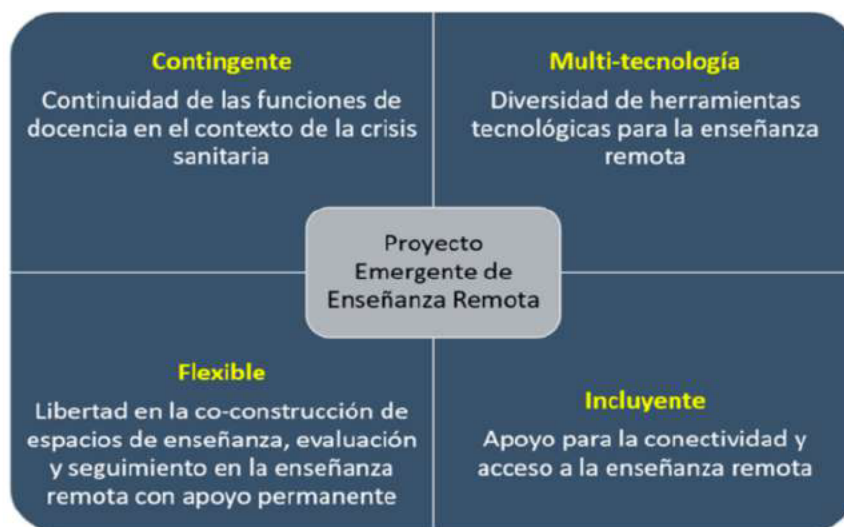 Contingente
Continuidad de las funciones de
docencia en el contexto de la crisis
sanitaria
Multi-tecnología
Diversidad de herramientas
tecnológicas para la enseñanza
remota
Proyecto
Emergente de
Enseñanza Remota
Flexible
Libertad en la co-construcción de
espacios de enseñanza, evaluación
y seguimiento en la enseñanza
remota con apoyo permanente
Incluyente
Apoyo para la conectividad y
acceso a la enseñanza remota